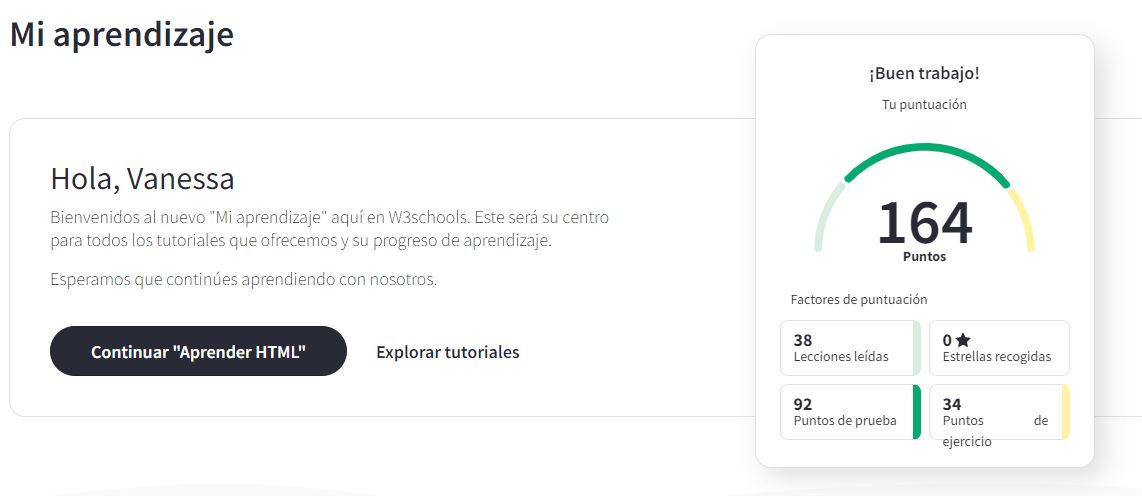 Mi aprendizaje
Hola, Vanessa
Bienvenidos al nuevo "Mi aprendizaje" aquí en W3schools. Este será su centro
para todos los tutoriales que ofrecemos y su progreso de aprendizaje.
Esperamos que continúes aprendiendo con nosotros.
Continuar "Aprender HTML"
Explorar tutoriales
¡Buen trabajo!
Tu puntuación
164
Puntos
Factores de puntuación
38
Lecciones leídas
0 ★
Estrellas recogidas
92
Puntos de prueba
34
Puntos de
ejercicio